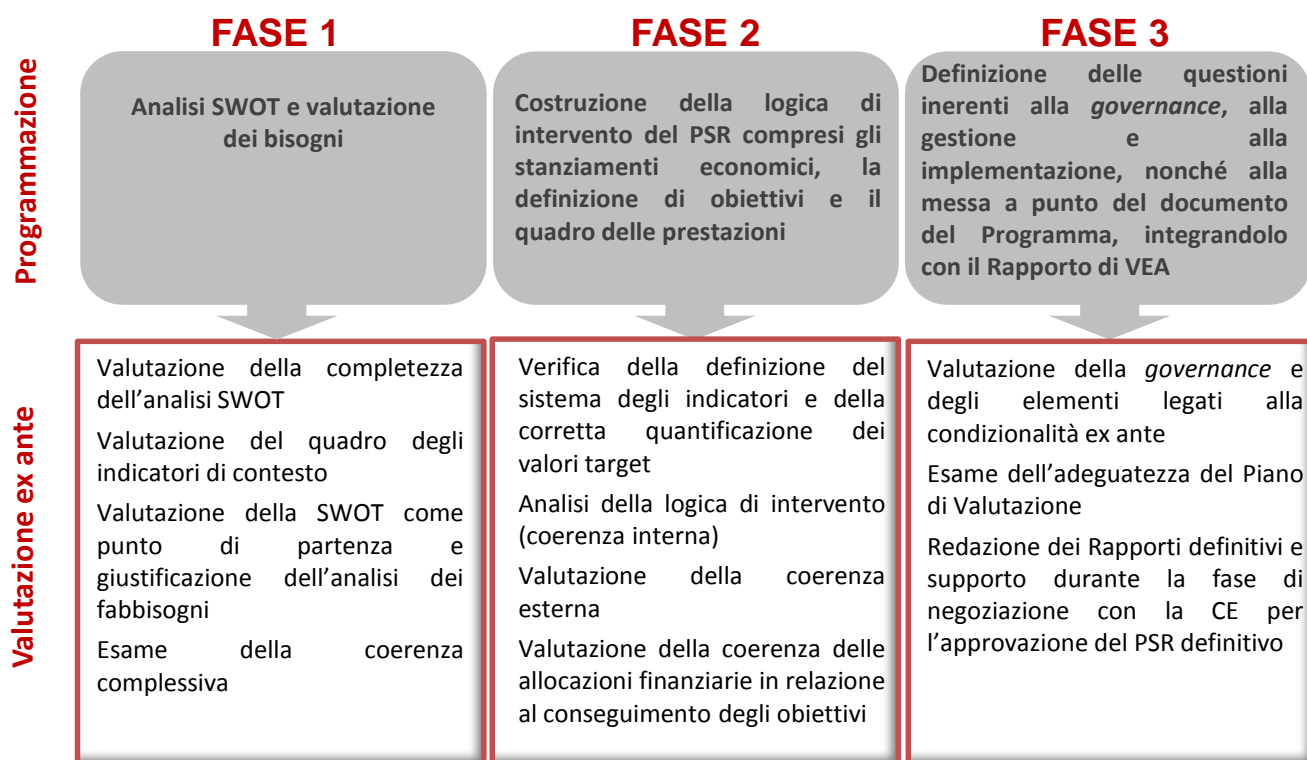 FASE 1
FASE 2
FASE 3
Programmazione
Analisi SWOT e valutazione
dei bisogni
Costruzione della logica di
intervento del PSR compresi gli
stanziamenti economici, la
definizione di obiettivi e il
quadro delle prestazioni
Definizione delle questioni
inerenti alla governance, alla
gestione e alla
implementazione, nonché alla
messa a punto del documento
del Programma, integrandolo
con il Rapporto di VEA
Valutazione ex ante
Valutazione della completezza
dell’analisi SWOT
Valutazione del quadro degli
indicatori di contesto
Valutazione della SWOT come
punto di partenza e
giustificazione dell’analisi dei
fabbisogni
Esame della coerenza
complessiva
Verifica della definizione del
sistema degli indicatori e della
corretta quantificazione dei
valori target
Analisi della logica di intervento
(coerenza interna)
Valutazione della coerenza
esterna
Valutazione della coerenza delle
allocazioni finanziarie in relazione
al conseguimento degli obiettivi
Valutazione della governance e
degli elementi legati alla
condizionalità ex ante
Esame dell’adeguatezza del Piano
di Valutazione
Redazione dei Rapporti definitivi e
supporto durante la fase di
negoziazione con la CE per
l’approvazione del PSR definitivo